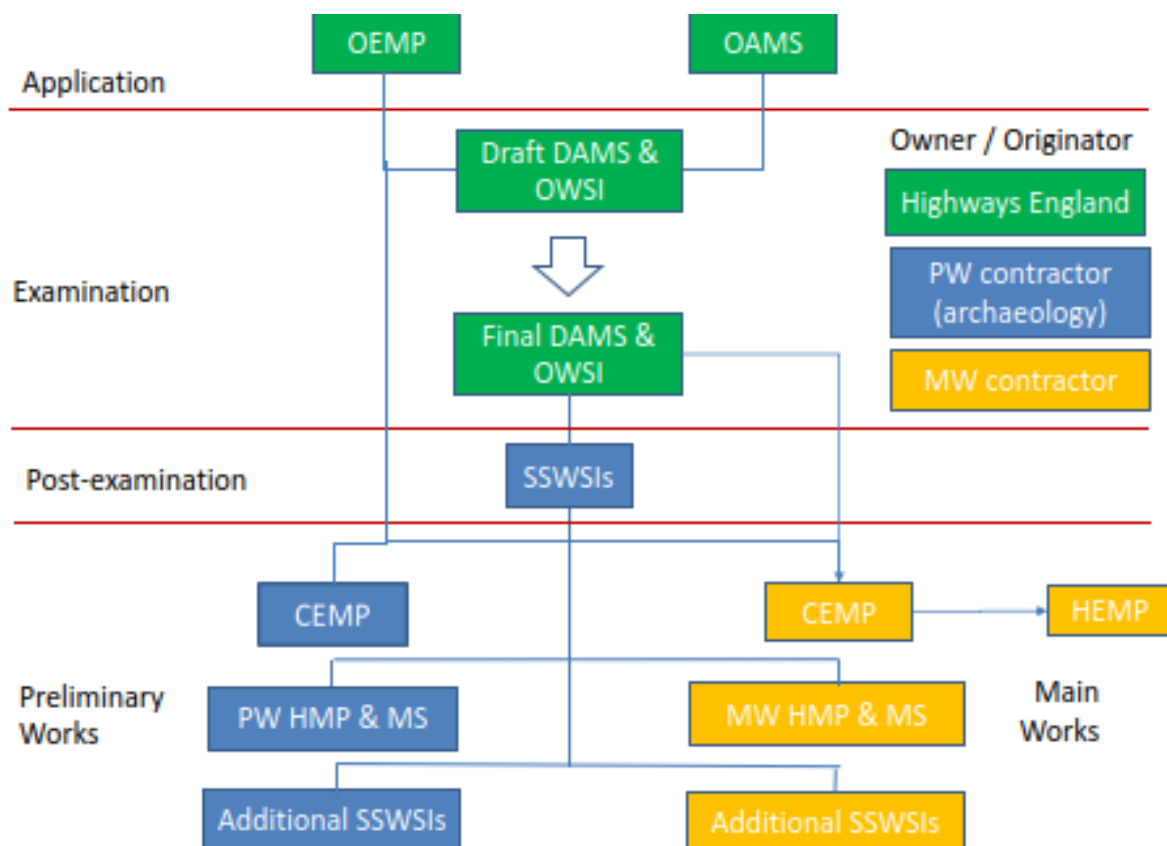 OEMP
OAMS
Application
Owner / Originator
Draft DAMS &
OWSI
Highways England
PW contractor
(archaeology)
Examination
Final DAMS &
OWSI
MW contractor
Post-examination
SSWSIs
CEMP
CEMP
HEMP
Preliminary
Works
PW HMP & MS
MW HMP & MS
Main
Works
Additional SSWSIs
Additional SSWSIs